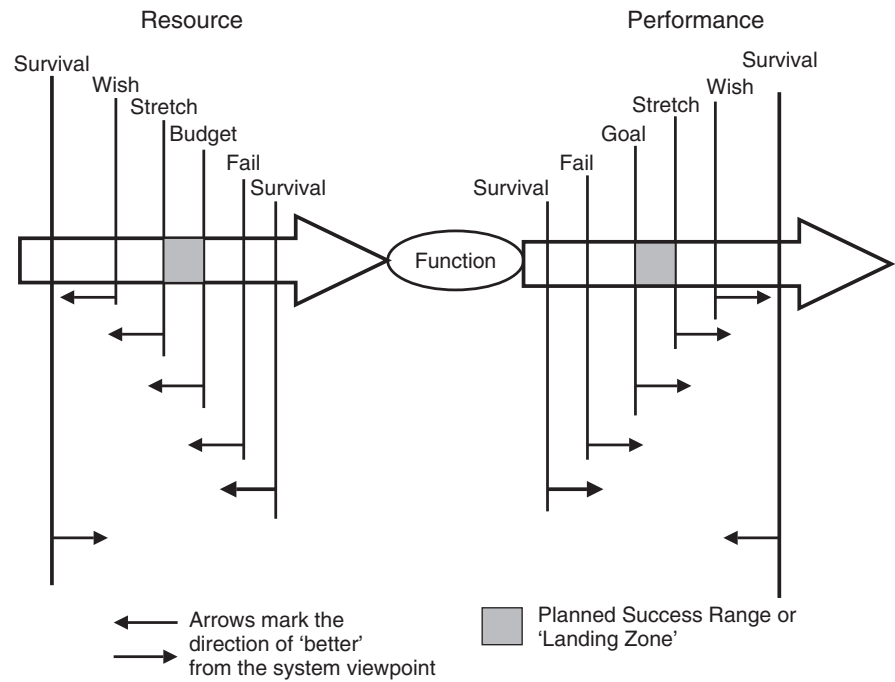 Resource
Performance
Survival
Wish
Stretch
Budget
Fail
Survival
Survival
Fail
Goal
Stretch
Wish
Survival
Function
Arrows mark the
direction of ‘better’
from the system viewpoint
Planned Success Range or
‘Landing Zone’